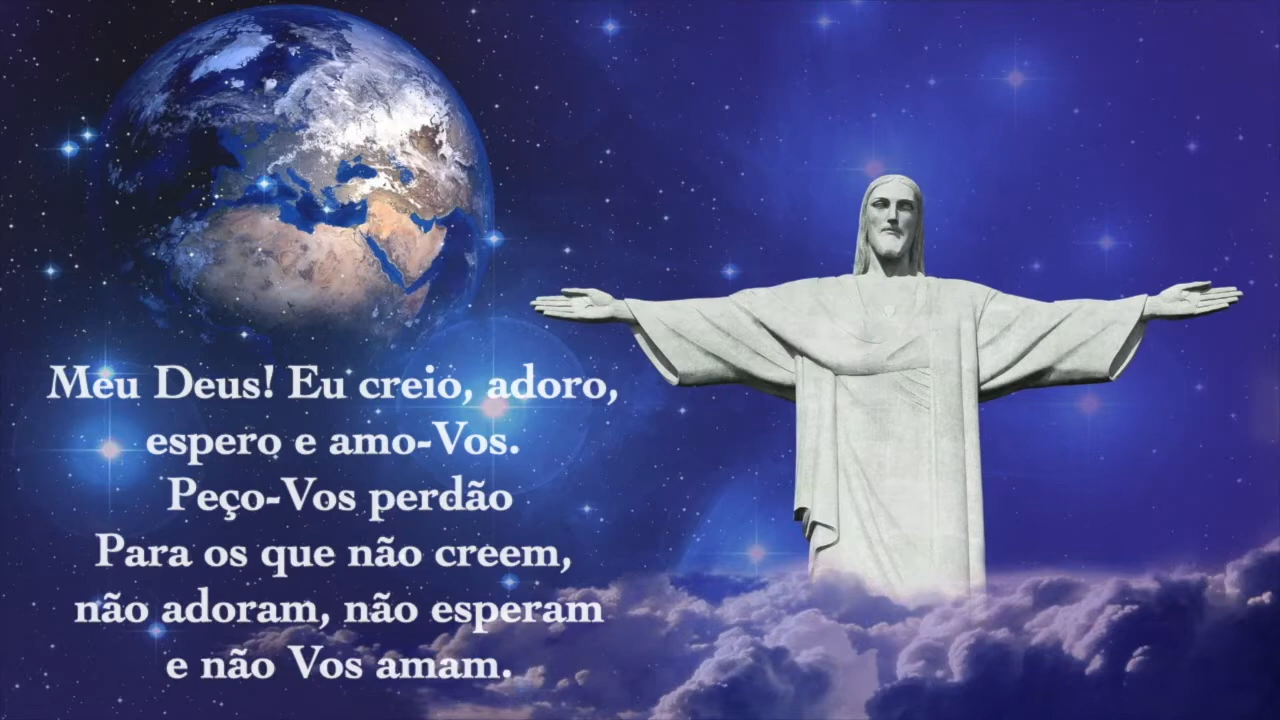 Meu Deus! Eu creio, adoro,
espero e amo-Vos.
Peço-Vos perdão
Para os que não creem,
não adoram, não esperam
e não Vos amam.